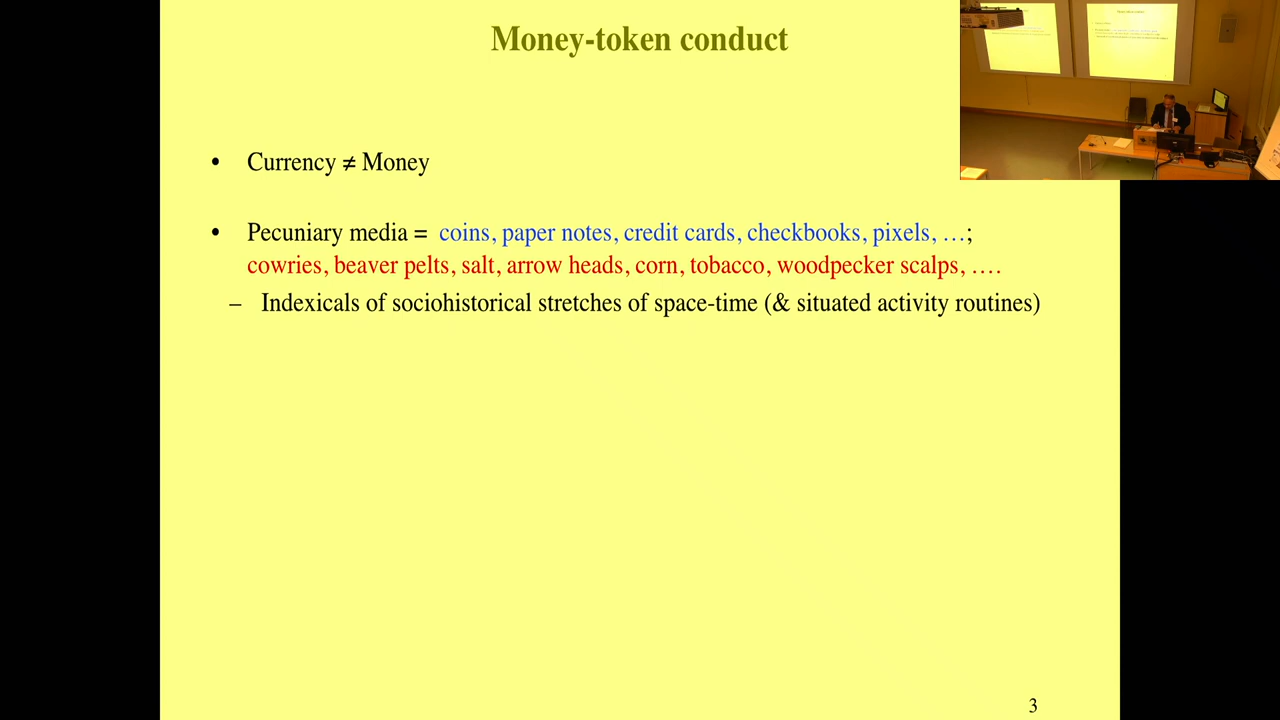 Money-token conduct
• Currency ≠ Money
• Pecuniary media = coins, paper notes, credit cards, checkbooks, pixels, …;
cowries, beaver pelts, salt, arrow heads, corn, tobacco, woodpecker scalps, ….
– Indexicals of sociohistorical stretches of space-time (& situated activity routines)
3